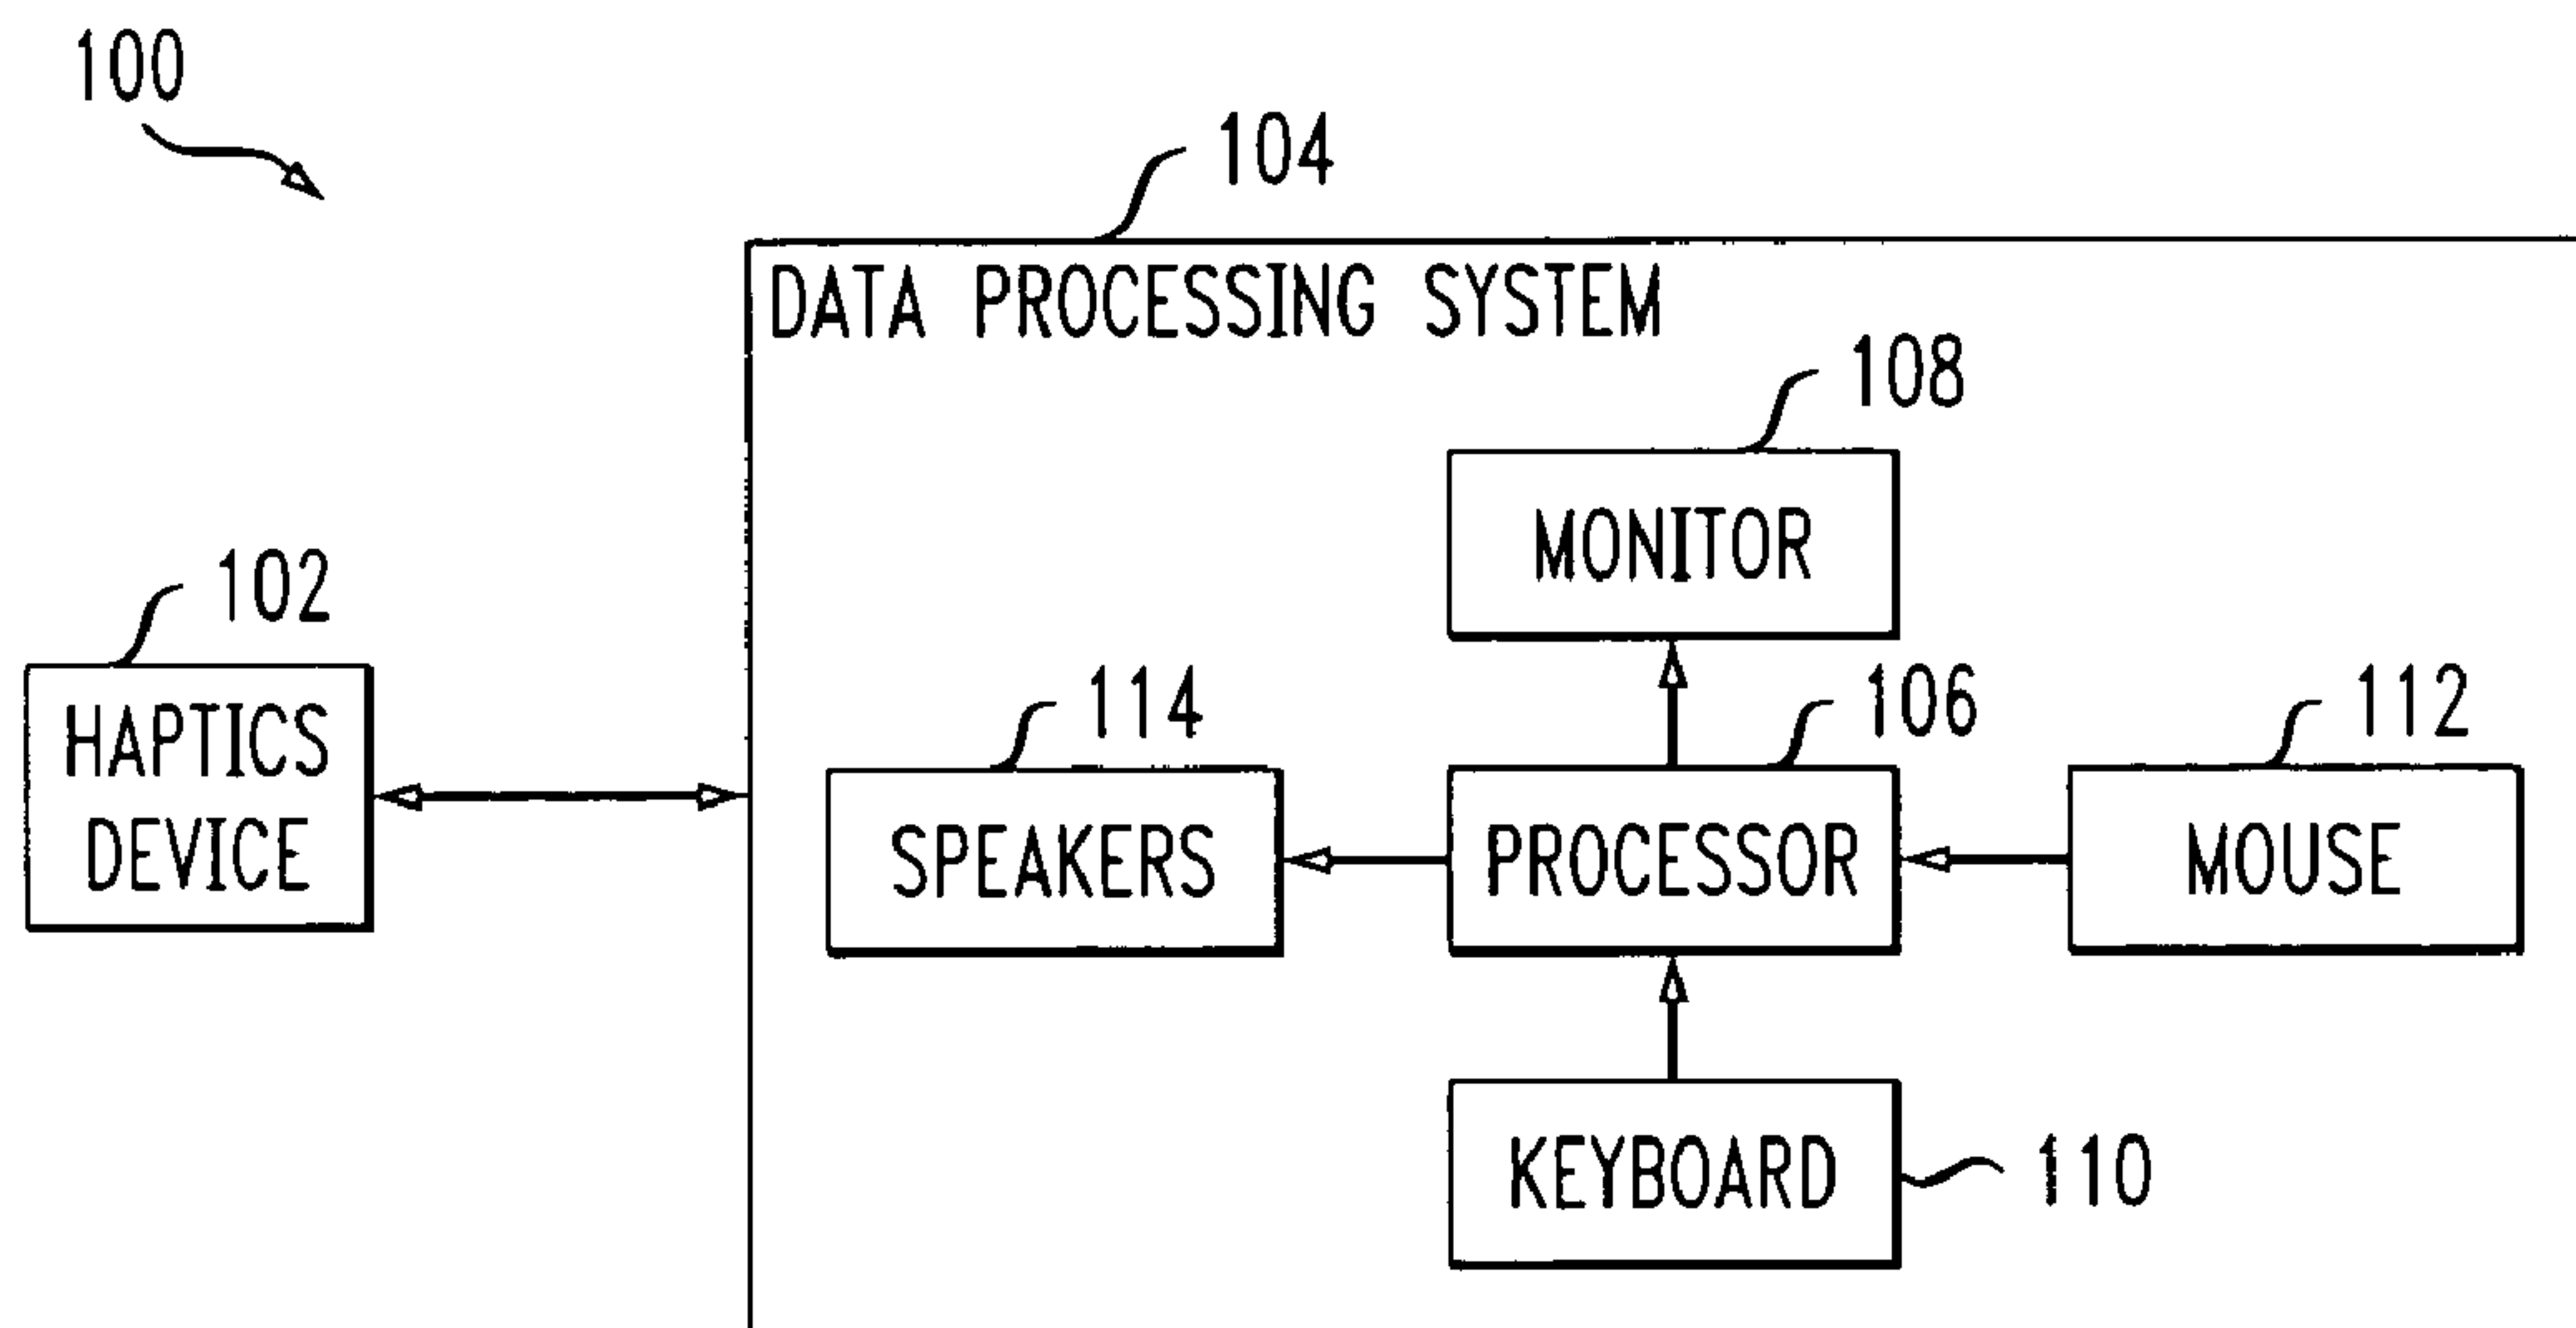 100
104
DATA PROCESSING SYSTEM
108
MONITOR
102
HAPTICS
DEVICE
114
SPEAKERS
106
PROCESSOR
112
MOUSE
KEYBOARD
110